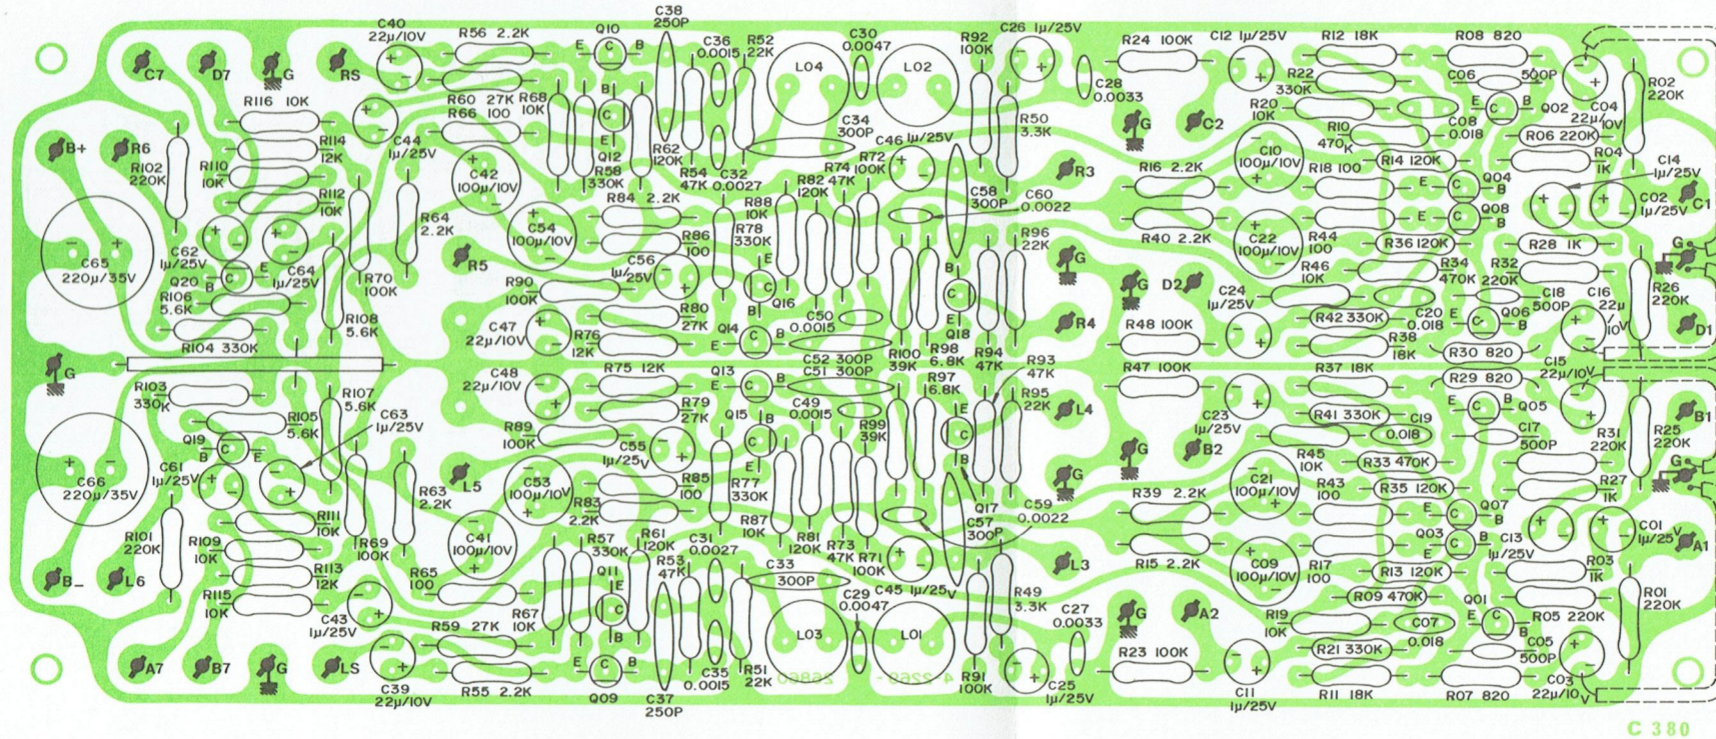 C40
22μ/10V
R56 2.2K
Q10
E C B
C38
250P
C36
0.0015
R52
22K
C30
0.0047
R92
100K
C26 1μ/25V
R24 100K
C12 1μ/25V
R12 18K
R08 820
C7
D7
G
RS
L04
L02
C28
0.0033
R22
330K
C06
500P
R02
220K
R116 10K
R60 27K
R66 100
R68
10K
B
C
E
C34
300P
R50
3.3K
R20
10K
C08
0.018
E C B
Q02
C04
22μ/
10V
B+
R6
R114
12K
C44
1μ/25V
Q12
R62
120K
C46 1μ/25V
G
C2
R10
470K
R06 220K
R102
220K
R110
10K
C42
100μ/10V
R58
330K
R54
47K
C32
0.0027
R74
47K
R72
100K
R3
R16 2.2K
C10
100μ/10V
R18 100
R14 120K
R04
1K
C14
1μ/25V
R112
10K
R84 2.2K
R88
10K
R82
120K
C58
300P
C60
0.0022
E C B
Q04
Q08
E C B
C02
1μ/25V
C1
R64
2.2K
C54
100μ/10V
R86
100
R78
330K
R96
22K
R40 2.2K
C22
100μ/10V
R44
100
R36 120K
R28 1K
C65
220μ/35V
C62
1μ/25V
C64
1μ/25V
Q20
B C E
R5
C56
1μ/25V
G
R46
10K
R34
470K
R32
220K
G
R70
100K
R90
100K
E
C
B
Q16
B
C
E
Q18
G
D2
C24
1μ/25V
C18
500P
C16
22μ
10V
R26
220K
R106
5.6K
R108
5.6K
C47
22μ/10V
R80
27K
C50
0.0015
R4
R42 330K
C20
0.018
E C B
Q06
D1
R104 330K
R76
12K
Q14
E C B
R100
39K
R98
6.8K
R94
47K
R48 100K
R38
18K
R30 820
G
C52 300P
C51 300P
R93
47K
C15
22μ/10V
R103
330K
R107
5.6K
C48
22μ/10V
R75 12K
Q13
E C B
R97
6.8K
R95
22K
R47 100K
R37 18K
R29 820
R105
5.6K
C63
1μ/25V
R79
27K
Q15
C49
0.0015
R99
39K
L4
C23
1μ/25V
R41 330K
C19
0.018
E C B
Q05
B1
Q19
B C E
R89
100K
C55
1μ/25V
B
C
E
E
C
B
G
B2
R45
10K
C17
500P
R31
220K
R25
220K
C66
220μ/35V
C61
1μ/25V
L5
C53
100μ/10V
R85
100
R77
330K
G
C21
100μ/10V
R33 470K
G
R63
2.2K
R83
2.2K
R39 2.2K
R43
100
R35 120K
R27
1K
R101
220K
R111
10K
R109
10K
R69
100K
C41
100μ/10V
R57
330K
R61
120K
R87
10K
R81
120K
R73
47K
R71
100K
Q17
C57
300P
C59
0.0022
E C B
Q07
Q03
E C B
C13
1μ/25V
C01
1μ/25V
A1
B-
L6
R113
12K
R65
100
Q11
R53
47K
C31
0.0027
C33
300P
L3
R15 2.2K
C09
100μ/10V
R17
100
R13 120K
R03
1K
R115
10K
C43
1μ/25V
R67
10K
E
C
B
C29
0.0047
C45 1μ/25V
R49
3.3K
C27
0.0033
G
A2
R19
10K
R09 470K
C07
0.018
Q01
E C B
R05 220K
R01
220K
R59 27K
L03
L01
R21 330K
C05
500P
A7
B7
G
LS
C39
22μ/10V
R55 2.2K
E C B
Q09
C37
250P
C35
0.0015
R51
22K
R91
100K
C25
1μ/25V
R23 100K
C11
1μ/25V
R11 18K
R07 820
C03
22μ/10V
C 380